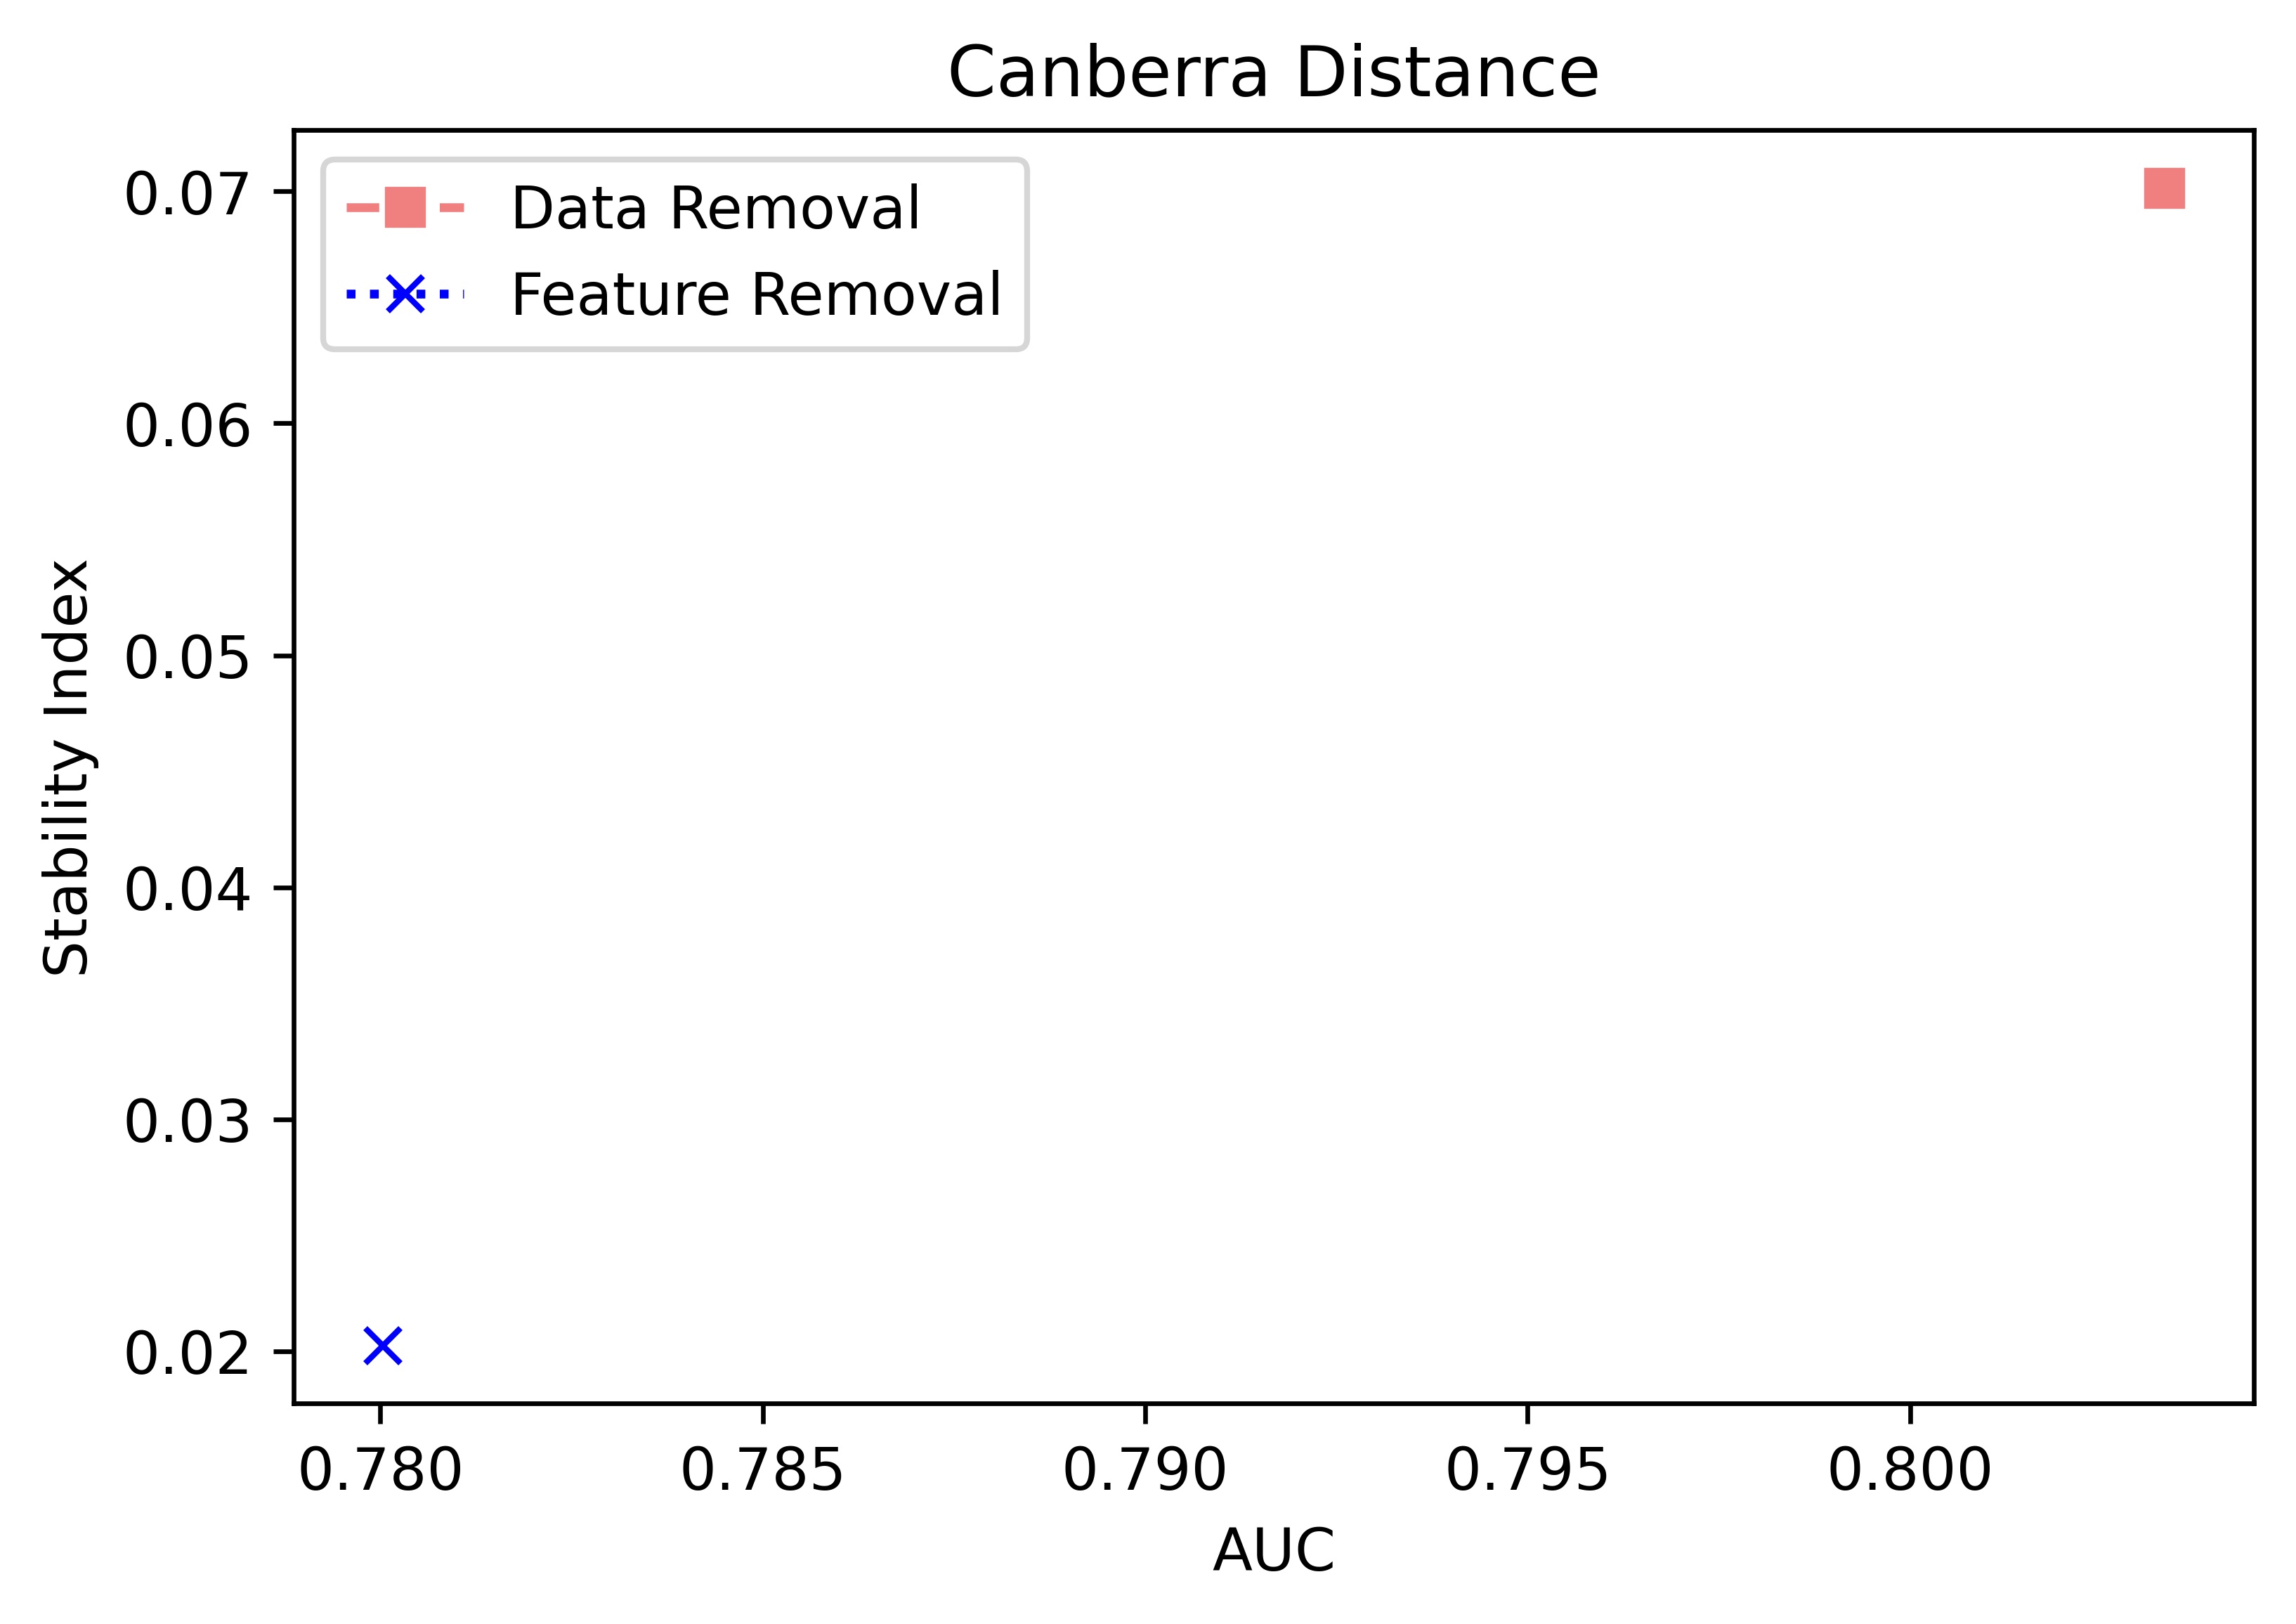 Canberra Distance
Data Removal
Feature Removal
0.07
0.06
0.05
0.04
0.03
0.02
Stability Index
0.780 0.785 0.790 0.795 0.800
AUC